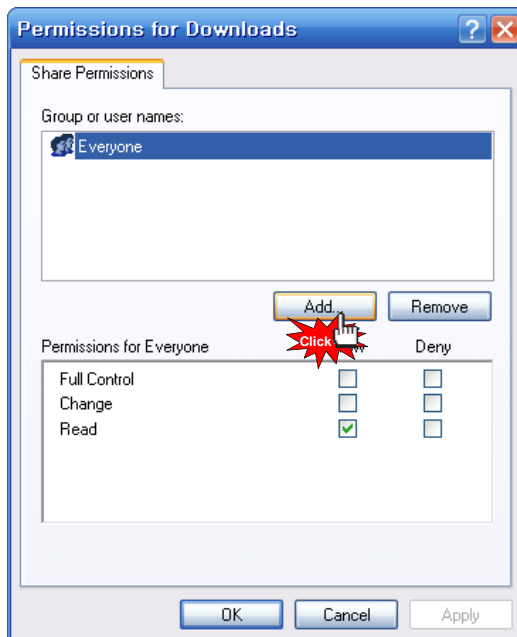 Permissions for Downloads
Share Permissions
Group or user names:
Everyone
Add... Remove
Click
Permissions for Everyone Deny
Full Control
Change
Read
OK Cancel Apply